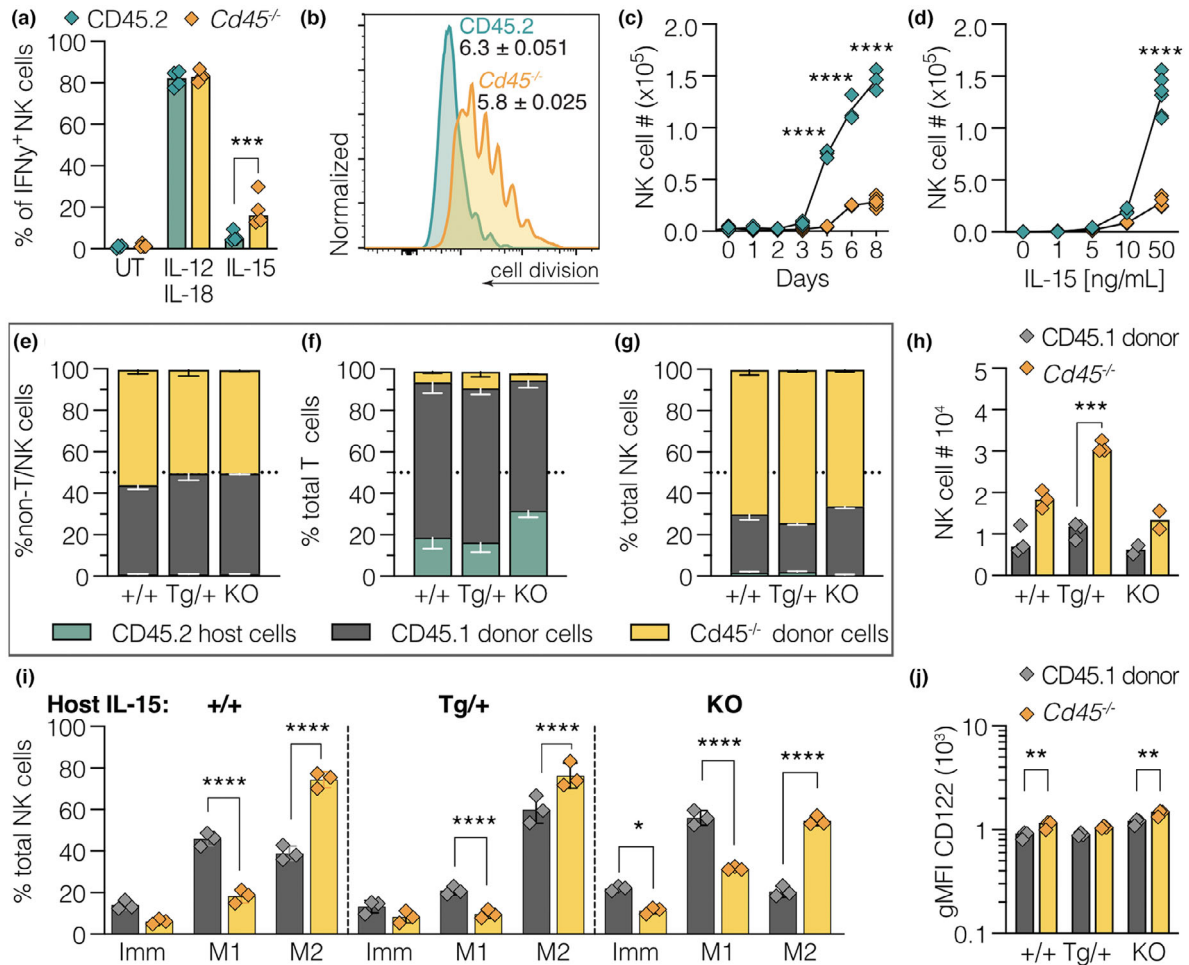 (a) CD45.2 Cd45-/-
% of IFNγ+ NK cells
100
80
60
40
20
0
***
UT IL-12 IL-15
IL-18
(b)
CD45.2
6.3 ± 0.051
Cd45-/-
5.8 ± 0.025
Normalized
cell division
(c)
NK cell # (x10⁵)
2.0
1.5
1.0
0.5
0.0
****
****
****
0 1 2 3 5 6 8
Days
(d)
NK cell # (x10⁵)
2.0
1.5
1.0
0.5
0.0
****
0 1 5 10 50
IL-15 [ng/mL]
(e)
%non-T/NK cells
100
80
60
40
20
0
+/+ Tg/+ KO
(f)
% total T cells
100
80
60
40
20
0
+/+ Tg/+ KO
(g)
% total NK cells
100
80
60
40
20
0
+/+ Tg/+ KO
CD45.2 host cells CD45.1 donor cells Cd45-/- donor cells
(h) CD45.1 donor
Cd45-/-
NK cell # 10⁴
5
4
3
2
1
0
***
+/+ Tg/+ KO
(i)
Host IL-15: +/+ Tg/+ KO
% total NK cells
100
80
60
40
20
0
**** ****
**** ****
* **** ****
Imm M1 M2 Imm M1 M2 Imm M1 M2
(j) CD45.1 donor
Cd45-/-
gMFI CD122 (10³)
10
1
0.1
** **
+/+ Tg/+ KO